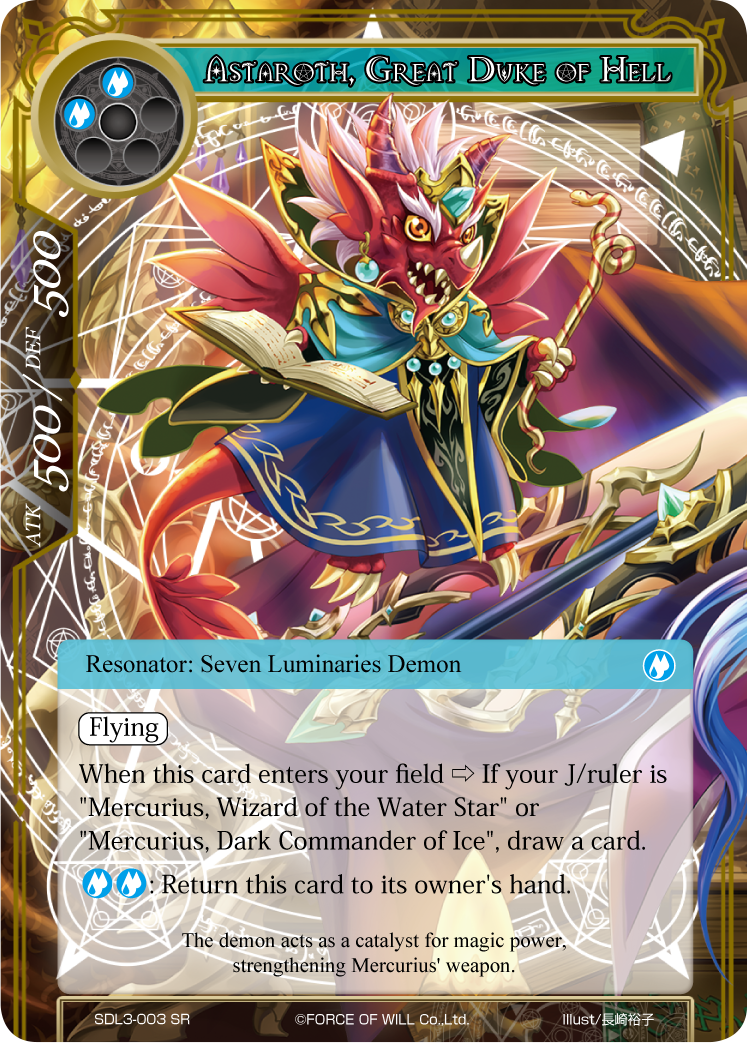 Astaroth, Great Duke of Hell
ATK 500 / DEF 500
Resonator: Seven Luminaries Demon
Flying
When this card enters your field ⇨ If your J/ruler is
"Mercurius, Wizard of the Water Star" or
"Mercurius, Dark Commander of Ice", draw a card.
: Return this card to its owner's hand.
The demon acts as a catalyst for magic power,
strengthening Mercurius' weapon.
SDL3-003 SR
©FORCE OF WILL Co.,Ltd.
Illust/長崎裕子